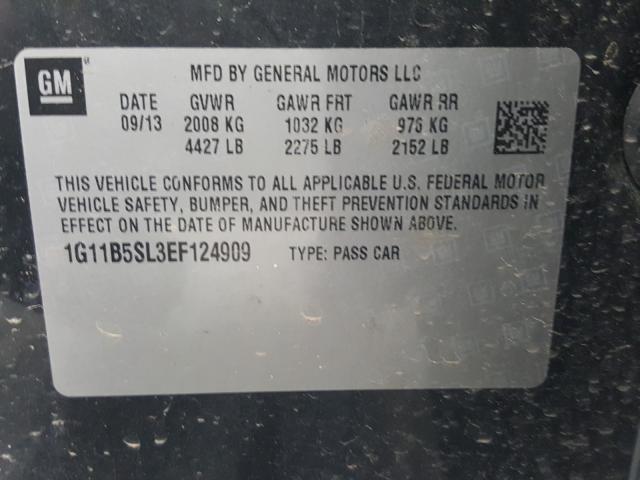 GM
MFD BY GENERAL MOTORS LLC
DATE GVWR GAWR FRT GAWR RR
09/13 2008 KG 1032 KG 976 KG
4427 LB 2275 LB 2152 LB
THIS VEHICLE CONFORMS TO ALL APPLICABLE U.S. FEDERAL MOTOR
VEHICLE SAFETY, BUMPER, AND THEFT PREVENTION STANDARDS IN
EFFECT ON THE DATE OF MANUFACTURE SHOWN ABOVE.
1G11B5SL3EF124909 TYPE: PASS CAR